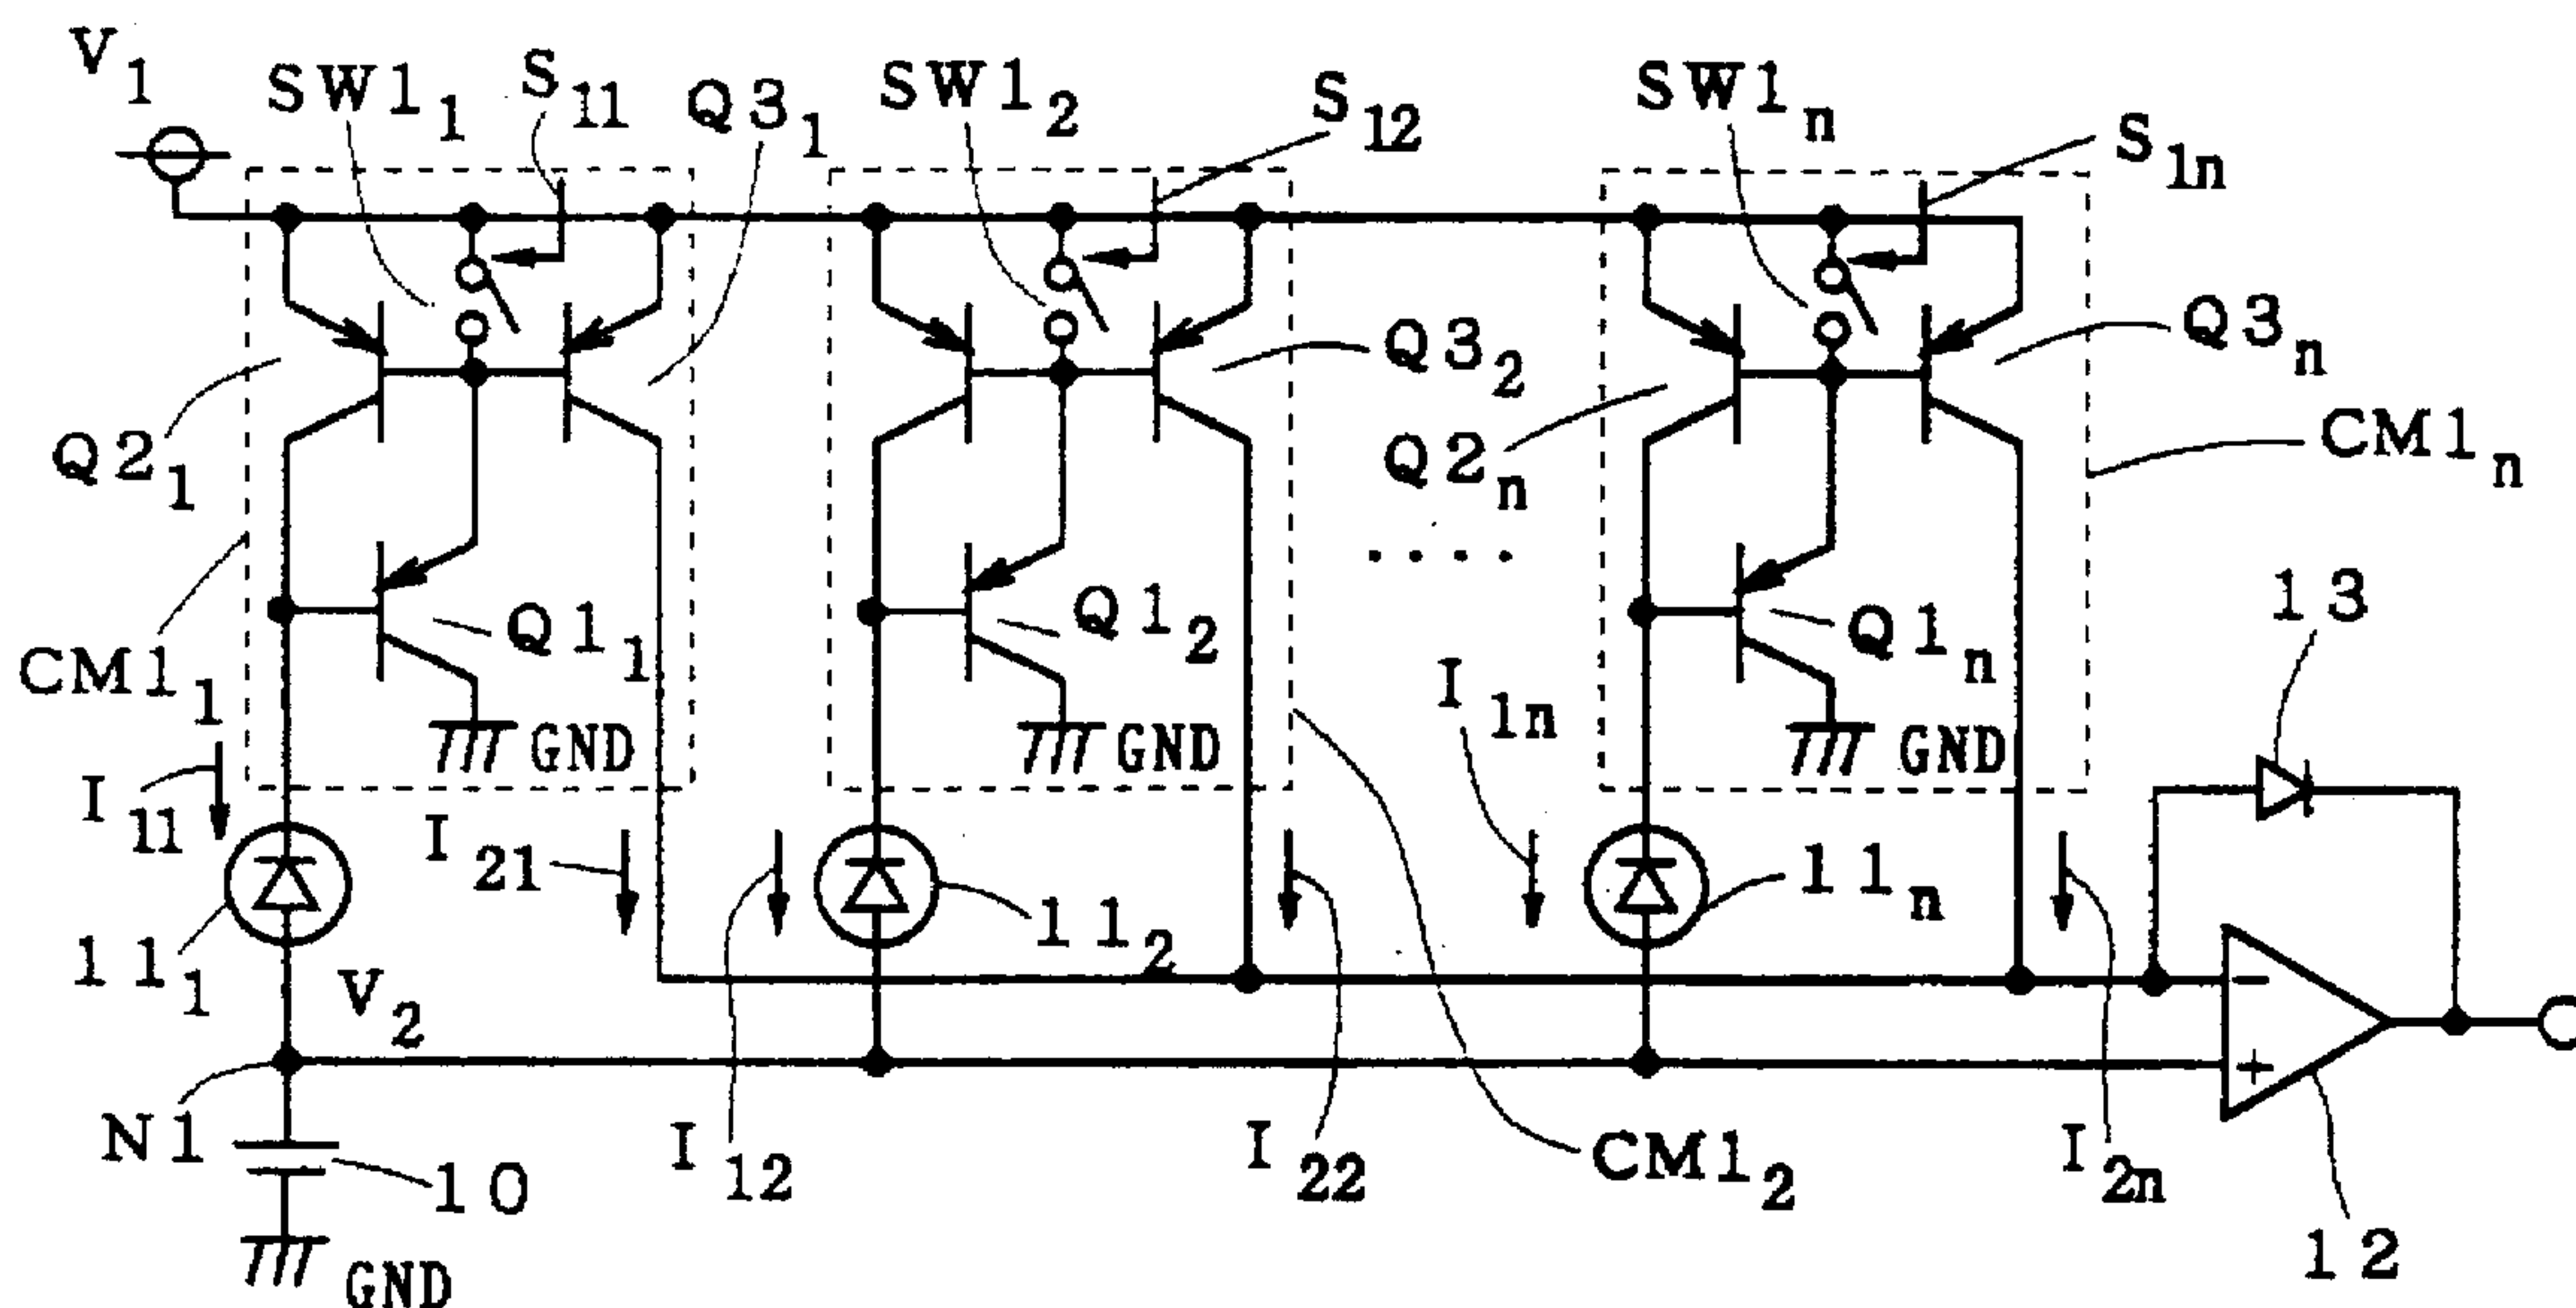 V1
SW11
S11
Q31
SW12
S12
SW1n
S1n
Q21
Q32
Q2n
Q3n
CM1n
CM11
Q11
Q12
Q1n
GND
GND
GND
13
I11
I21
I1n
111
112
11n
V2
N1
10
GND
I12
I22
CM12
I2n
12
−
+